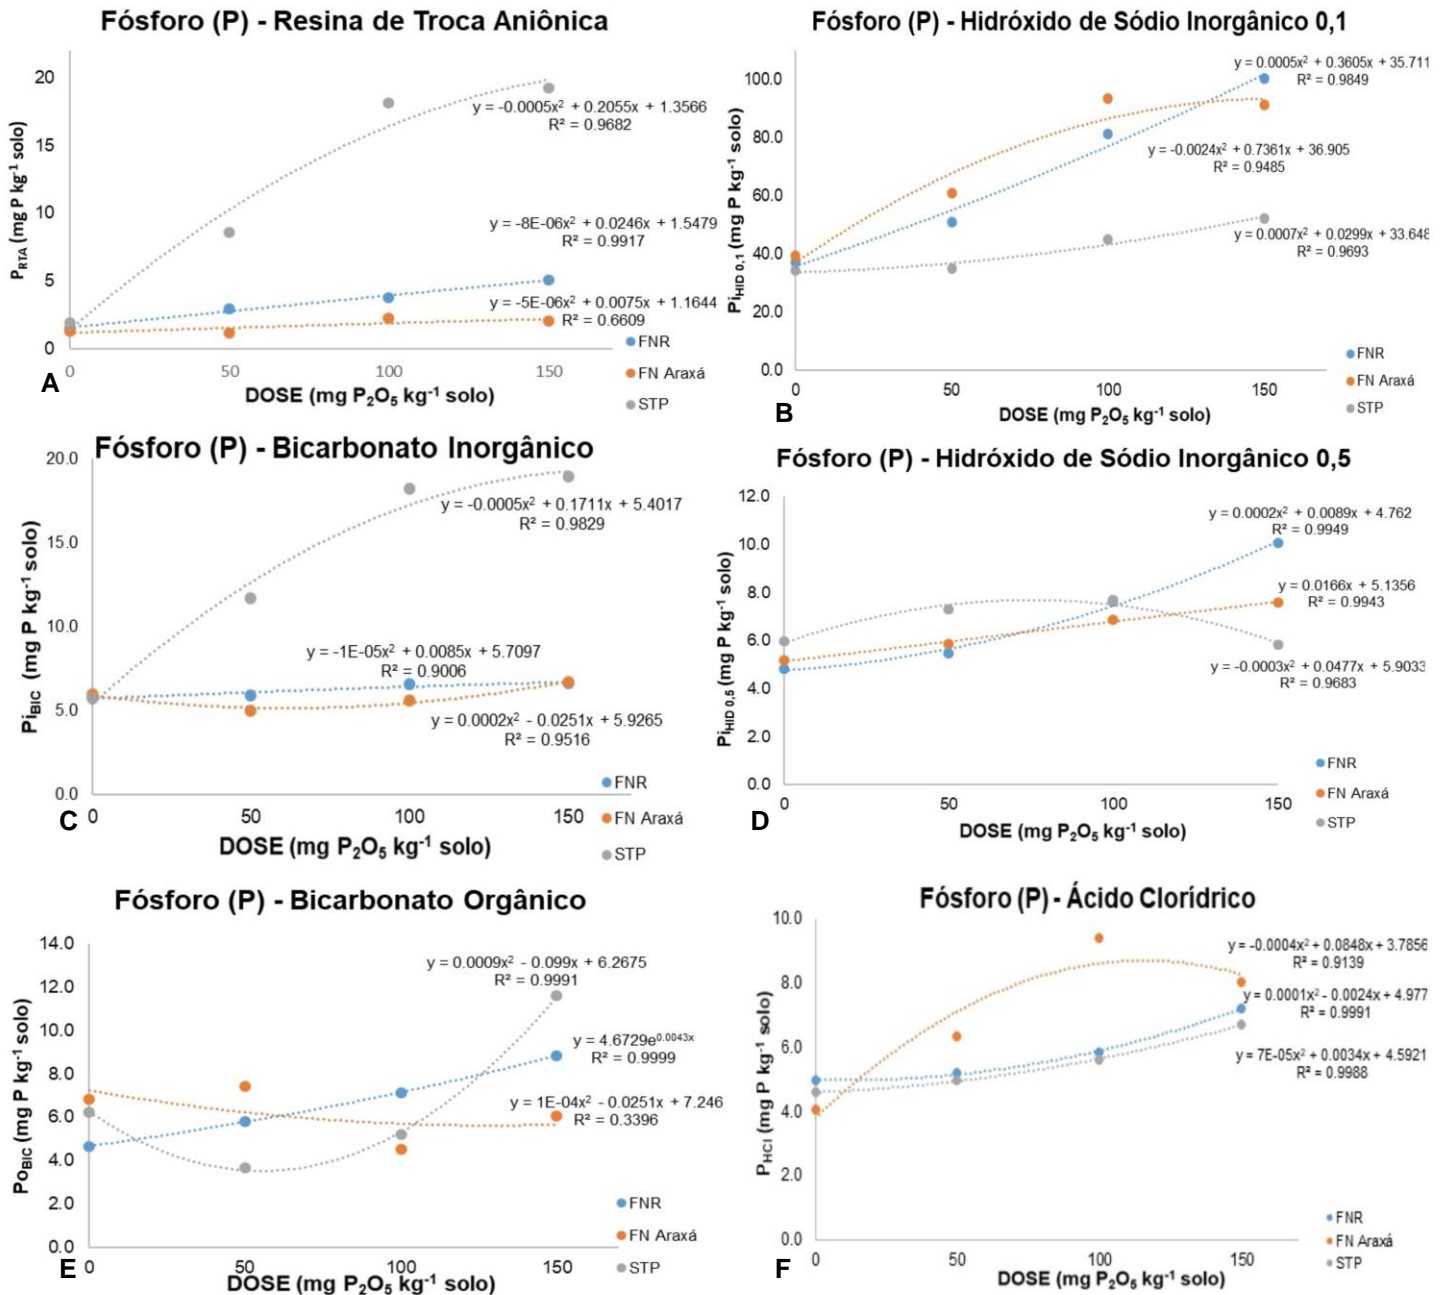 Fósforo (P) - Resina de Troca Aniônica
20
15
10
5
0
P_RTA (mg P kg⁻¹ solo)
y = -0.0005x² + 0.2055x + 1.3566
R² = 0.9682
y = -8E-06x² + 0.0246x + 1.5479
R² = 0.9917
y = -5E-06x² + 0.0075x + 1.1644
R² = 0.6609
0 50 100 150
DOSE (mg P₂O₅ kg⁻¹ solo)
FNR
FN Araxá
STP
A
Fósforo (P) - Hidróxido de Sódio Inorgânico 0,1
100.0
80.0
60.0
40.0
20.0
0.0
Pi_HID 0,1 (mg P kg⁻¹ solo)
y = 0.0005x² + 0.3605x + 35.711
R² = 0.9849
y = -0.0024x² + 0.7361x + 36.905
R² = 0.9485
y = 0.0007x² + 0.0299x + 33.648
R² = 0.9693
0 50 100 150
DOSE (mg P₂O₅ kg⁻¹ solo)
FNR
FN Araxá
STP
B
Fósforo (P) - Bicarbonato Inorgânico
20.0
15.0
10.0
5.0
0.0
Pi_BIC (mg P kg⁻¹ solo)
y = -0.0005x² + 0.1711x + 5.4017
R² = 0.9829
y = -1E-05x² + 0.0085x + 5.7097
R² = 0.9006
y = 0.0002x² - 0.0251x + 5.9265
R² = 0.9516
0 50 100 150
DOSE (mg P₂O₅ kg⁻¹ solo)
FNR
FN Araxá
STP
C
Fósforo (P) - Hidróxido de Sódio Inorgânico 0,5
12.0
10.0
8.0
6.0
4.0
2.0
0.0
Pi_HID 0,5 (mg P kg⁻¹ solo)
y = 0.0002x² + 0.0089x + 4.762
R² = 0.9949
y = 0.0166x + 5.1356
R² = 0.9943
y = -0.0003x² + 0.0477x + 5.9033
R² = 0.9683
0 50 100 150
DOSE (mg P₂O₅ kg⁻¹ solo)
FNR
FN Araxá
STP
D
Fósforo (P) - Bicarbonato Orgânico
14.0
12.0
10.0
8.0
6.0
4.0
2.0
0.0
Po_BIC (mg P kg⁻¹ solo)
y = 0.0009x² - 0.099x + 6.2675
R² = 0.9991
y = 4.6729e^0.0043x
R² = 0.9999
y = 1E-04x² - 0.0251x + 7.246
R² = 0.3396
0 50 100 150
DOSE (mg P₂O₅ kg⁻¹ solo)
FNR
FN Araxá
STP
E
Fósforo (P) - Ácido Clorídrico
10.0
8.0
6.0
4.0
2.0
0.0
P_HCl (mg P kg⁻¹ solo)
y = -0.0004x² + 0.0848x + 3.7856
R² = 0.9139
y = 0.0001x² - 0.0024x + 4.977
R² = 0.9991
y = 7E-05x² + 0.0034x + 4.5921
R² = 0.9988
0 50 100 150
DOSE (mg P₂O₅ kg⁻¹ solo)
FNR
FN Araxá
STP
F